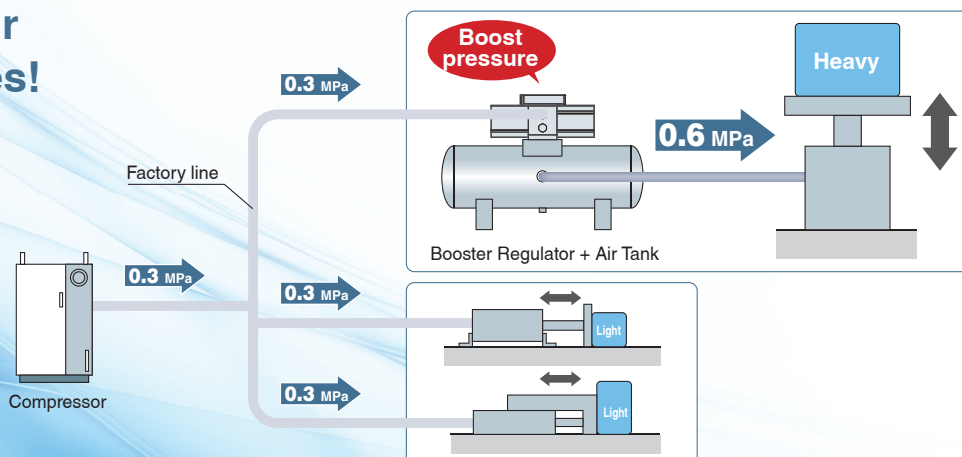 r
es!
Boost
pressure
0.3 MPa
Heavy
0.6 MPa
Factory line
Booster Regulator + Air Tank
0.3 MPa
0.3 MPa
Light
Compressor
0.3 MPa
Light